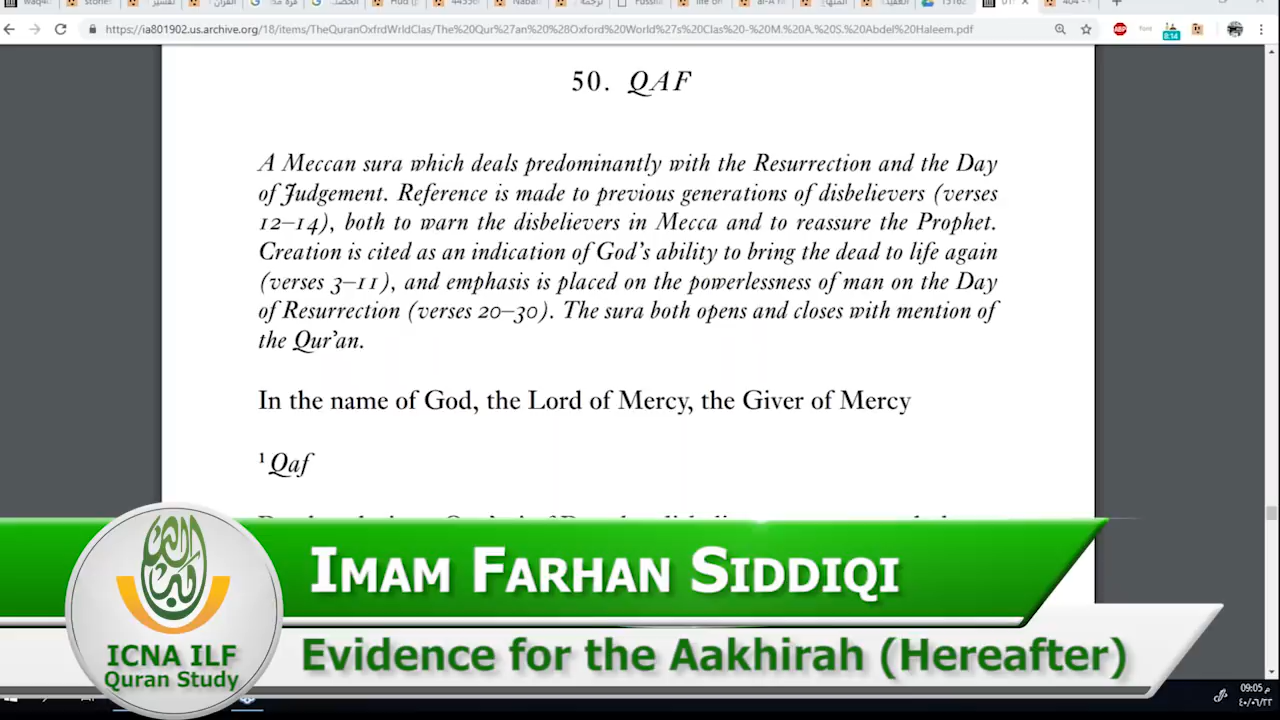 https://ia801902.us.archive.org/18/items/TheQuranOxfrdWrldClas/The%20Qur%27an%20%28Oxford%20World%27s%20Clas%20-%20M.%20A.%20S.%20Abdel%20Haleem.pdf
50. QAF
A Meccan sura which deals predominantly with the Resurrection and the Day
of Judgement. Reference is made to previous generations of disbelievers (verses
12–14), both to warn the disbelievers in Mecca and to reassure the Prophet.
Creation is cited as an indication of God's ability to bring the dead to life again
(verses 3–11), and emphasis is placed on the powerlessness of man on the Day
of Resurrection (verses 20–30). The sura both opens and closes with mention of
the Qur'an.
In the name of God, the Lord of Mercy, the Giver of Mercy
1 Qaf
IMAM FARHAN SIDDIQI
Evidence for the Aakhirah (Hereafter)
ICNA ILF
Quran Study
09:05 م
٤٠/٠٦/٢٢